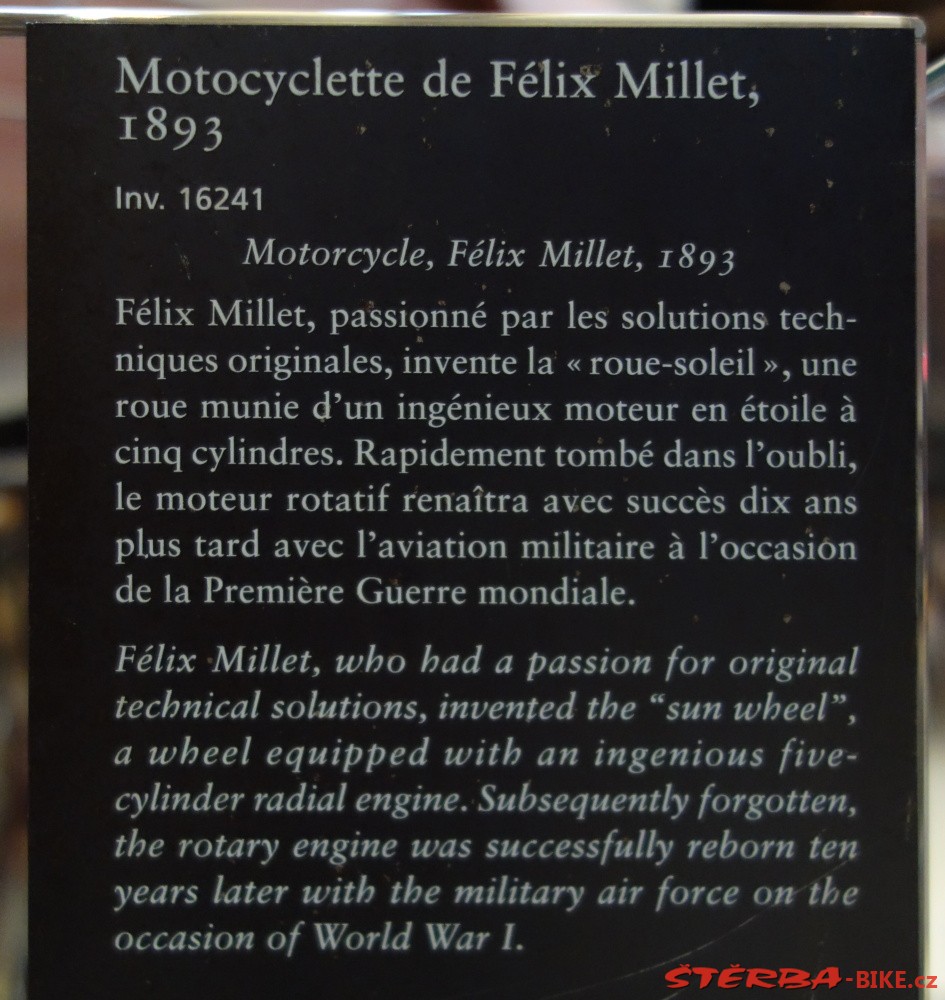 Motocyclette de Félix Millet,
1893
Inv. 16241
Motorcycle, Félix Millet, 1893
Félix Millet, passionné par les solutions tech-
niques originales, invente la « roue-soleil », une
roue munie d'un ingénieux moteur en étoile à
cinq cylindres. Rapidement tombé dans l'oubli,
le moteur rotatif renaîtra avec succès dix ans
plus tard avec l'aviation militaire à l'occasion
de la Première Guerre mondiale.
Félix Millet, who had a passion for original
technical solutions, invented the “sun wheel”,
a wheel equipped with an ingenious five-
cylinder radial engine. Subsequently forgotten,
the rotary engine was successfully reborn ten
years later with the military air force on the
occasion of World War I.
ŠTĚRBA-BIKE.cz